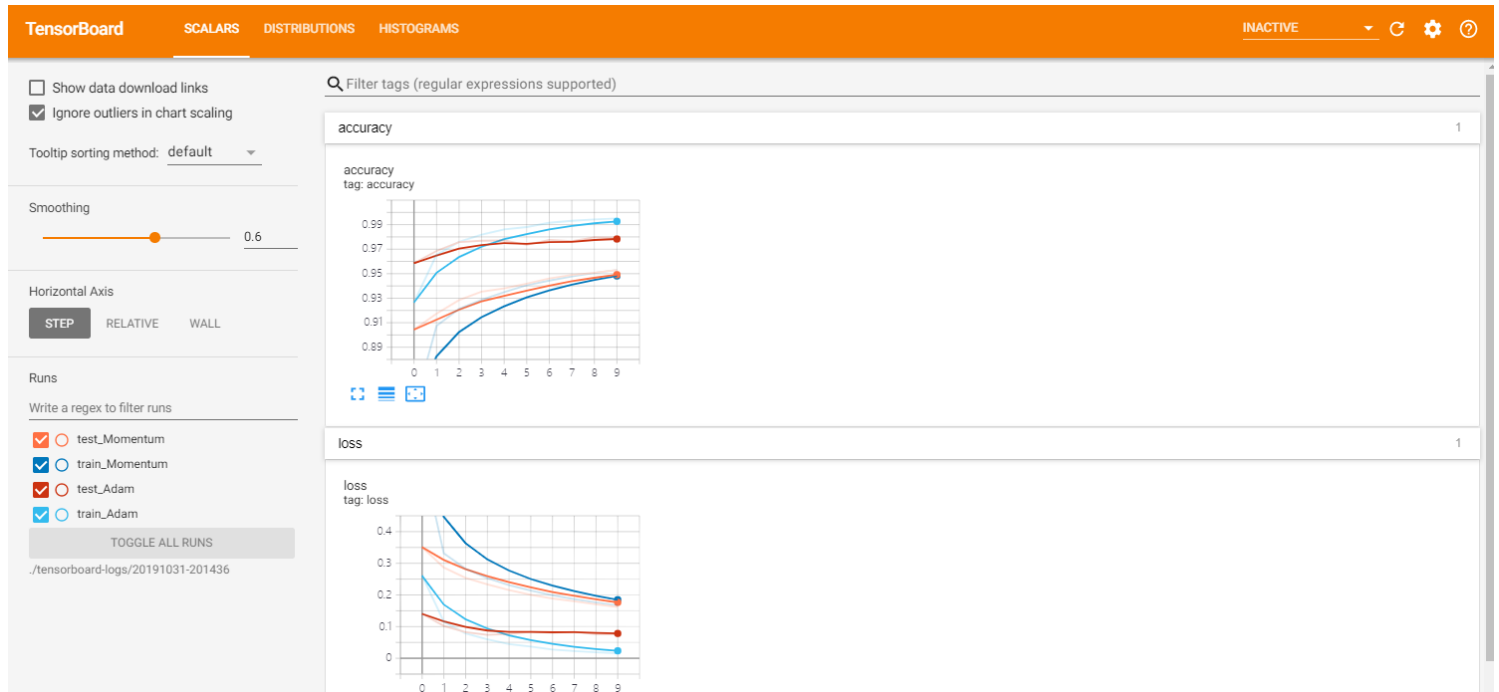 TensorBoard SCALARS DISTRIBUTIONS HISTOGRAMS INACTIVE
Show data download links
Ignore outliers in chart scaling
Tooltip sorting method: default
Smoothing
0.6
Horizontal Axis
STEP RELATIVE WALL
Runs
Write a regex to filter runs
test_Momentum
train_Momentum
test_Adam
train_Adam
TOGGLE ALL RUNS
./tensorboard-logs/20191031-201436
Filter tags (regular expressions supported)
accuracy 1
accuracy
tag: accuracy
0.99
0.97
0.95
0.93
0.91
0.89
0 1 2 3 4 5 6 7 8 9
loss 1
loss
tag: loss
0.4
0.3
0.2
0.1
0
0 1 2 3 4 5 6 7 8 9